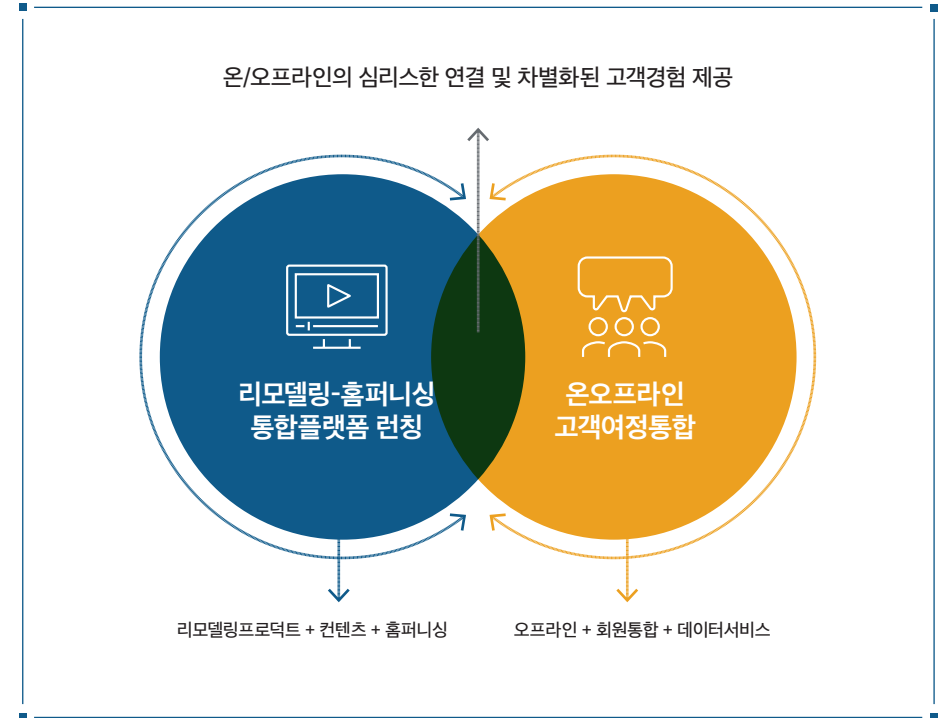 온/오프라인의 심리스한 연결 및 차별화된 고객경험 제공
리모델링-홈퍼니싱
통합플랫폼 런칭
온오프라인
고객여정통합
리모델링프로덕트 + 컨텐츠 + 홈퍼니싱
오프라인 + 회원통합 + 데이터서비스